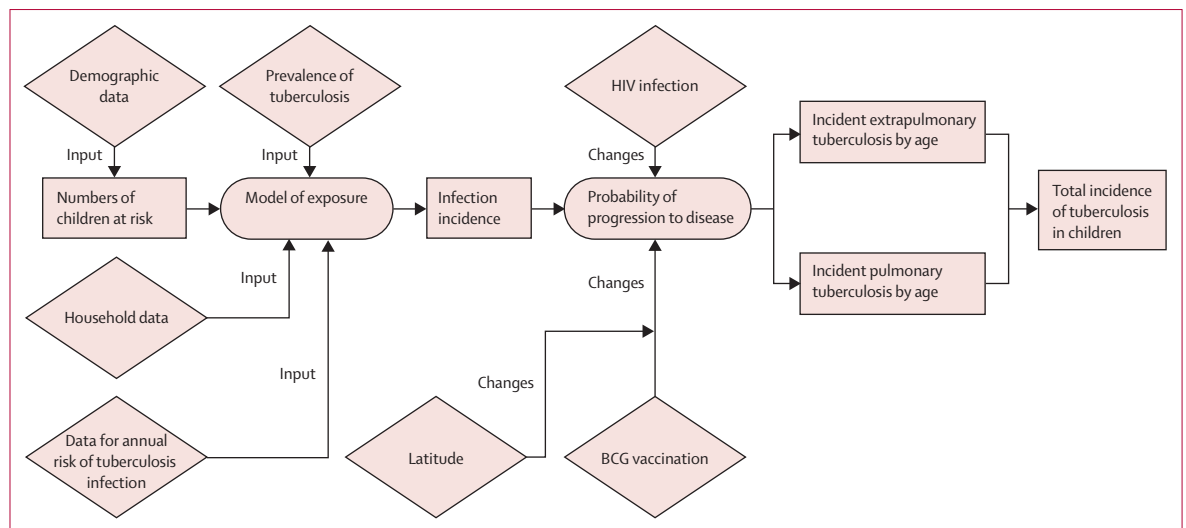 Demographic
data
Prevalence of
tuberculosis
HIV infection
Input
Input
Changes
Numbers of
children at risk
Model of exposure
Infection
incidence
Probability of
progression to disease
Incident extrapulmonary
tuberculosis by age
Incident pulmonary
tuberculosis by age
Total incidence
of tuberculosis
in children
Household data
Input
Changes
Data for annual
risk of tuberculosis
infection
Input
Latitude
Changes
BCG vaccination